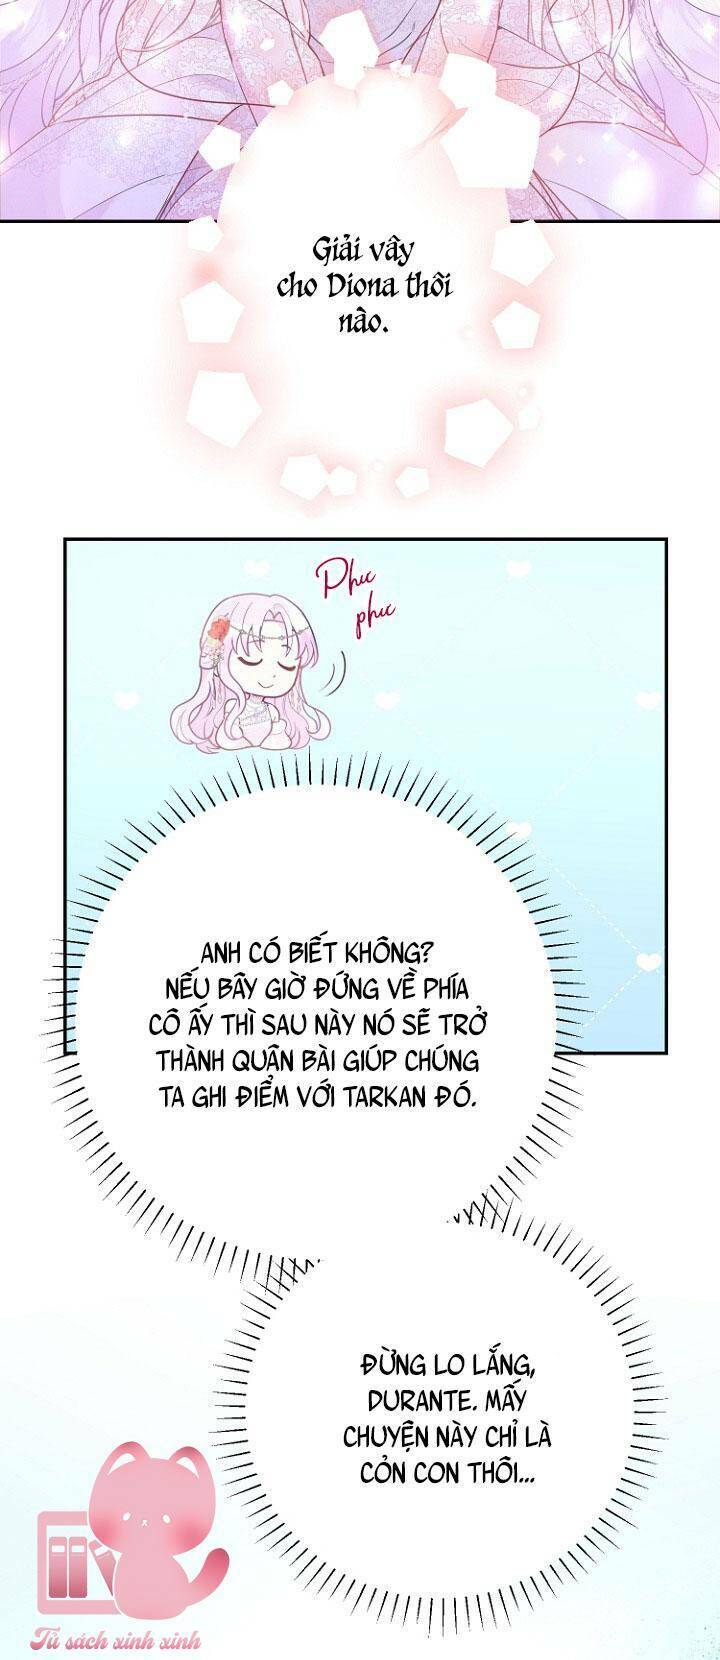 Giải vây
cho Diona thôi
nào.
Phư
phư
ANH CÓ BIẾT KHÔNG?
NẾU BÂY GIỜ ĐỨNG VỀ PHÍA
CÔ ẤY THÌ SAU NÀY NÓ SẼ TRỞ
THÀNH QUÂN BÀI GIÚP CHÚNG
TA GHI ĐIỂM VỚI TARKAN ĐÓ.
ĐỪNG LO LẮNG,
DURANTE. MẤY
CHUYỆN NÀY CHỈ LÀ
CỎN CON THÔI...
Tủ sách xinh xinh